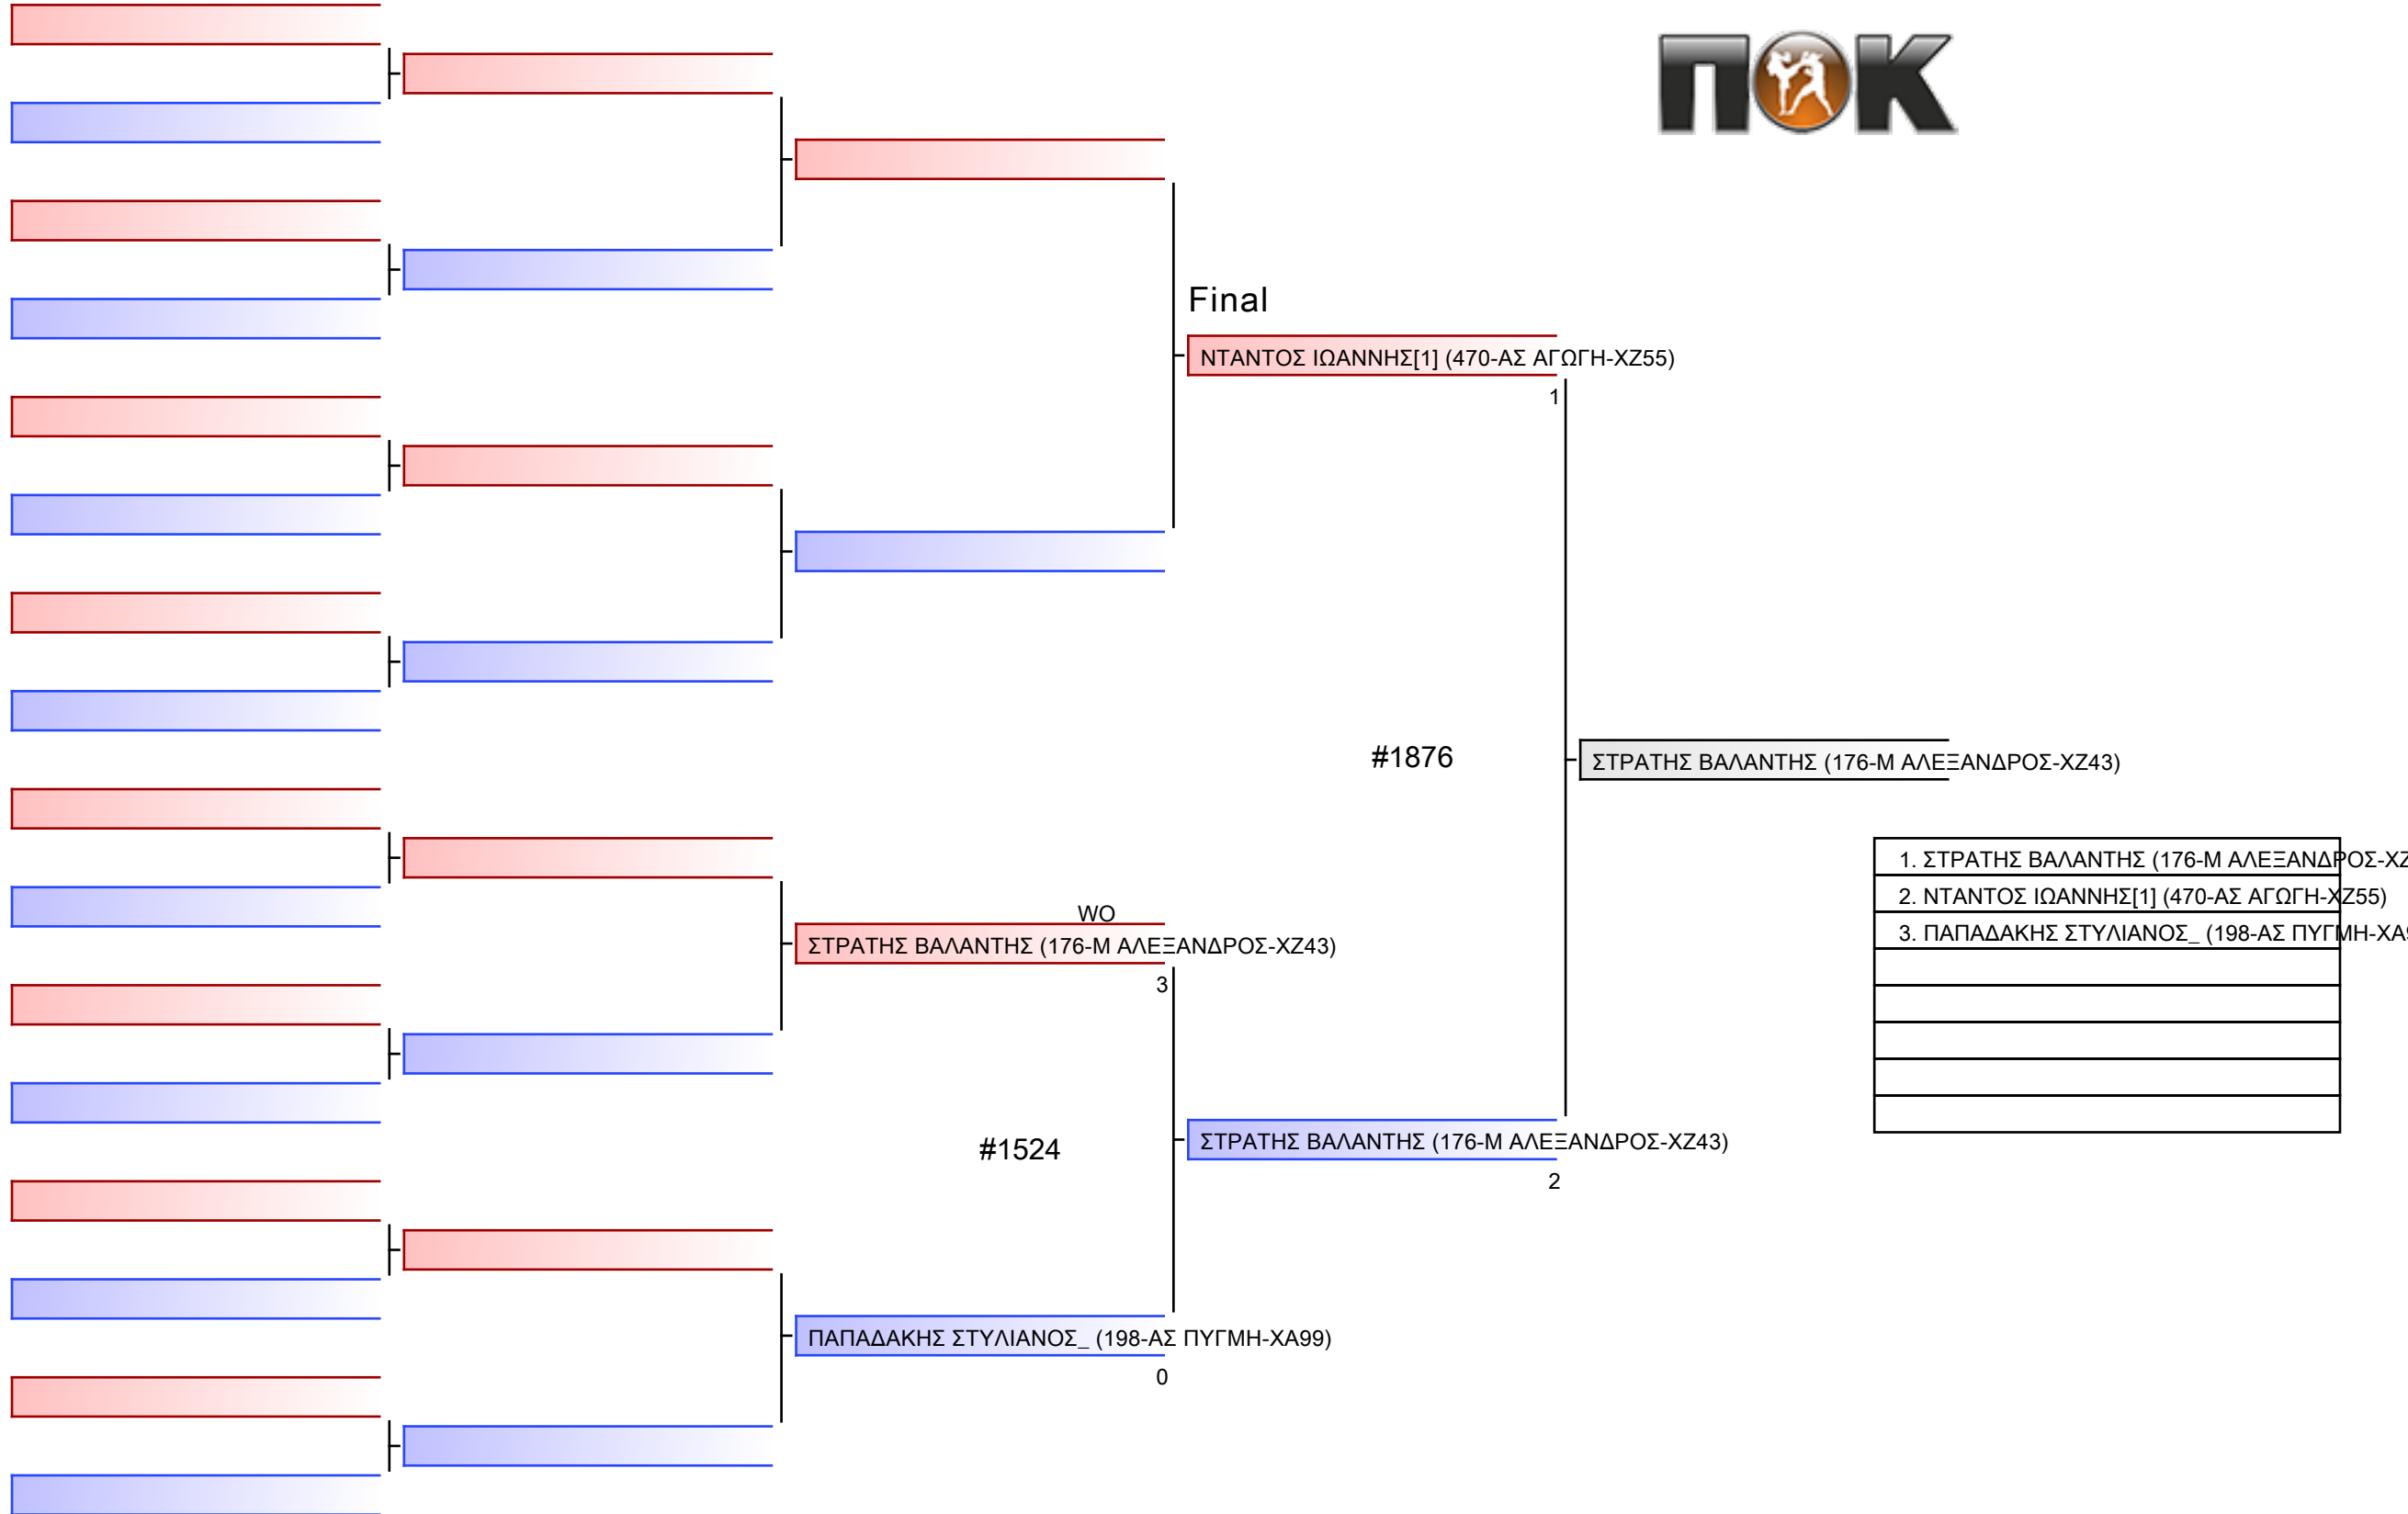 ΠΟΚ
Final
ΝΤΑΝΤΟΣ ΙΩΑΝΝΗΣ[1] (470-ΑΣ ΑΓΩΓΗ-ΧΖ55)
1
#1876
ΣΤΡΑΤΗΣ ΒΑΛΑΝΤΗΣ (176-Μ ΑΛΕΞΑΝΔΡΟΣ-ΧΖ43)
1. ΣΤΡΑΤΗΣ ΒΑΛΑΝΤΗΣ (176-Μ ΑΛΕΞΑΝΔΡΟΣ-ΧΖ
2. ΝΤΑΝΤΟΣ ΙΩΑΝΝΗΣ[1] (470-ΑΣ ΑΓΩΓΗ-ΧΖ55)
3. ΠΑΠΑΔΑΚΗΣ ΣΤΥΛΙΑΝΟΣ_ (198-ΑΣ ΠΥΓΜΗ-ΧΑ9
WO
ΣΤΡΑΤΗΣ ΒΑΛΑΝΤΗΣ (176-Μ ΑΛΕΞΑΝΔΡΟΣ-ΧΖ43)
3
#1524
ΣΤΡΑΤΗΣ ΒΑΛΑΝΤΗΣ (176-Μ ΑΛΕΞΑΝΔΡΟΣ-ΧΖ43)
2
ΠΑΠΑΔΑΚΗΣ ΣΤΥΛΙΑΝΟΣ_ (198-ΑΣ ΠΥΓΜΗ-ΧΑ99)
0